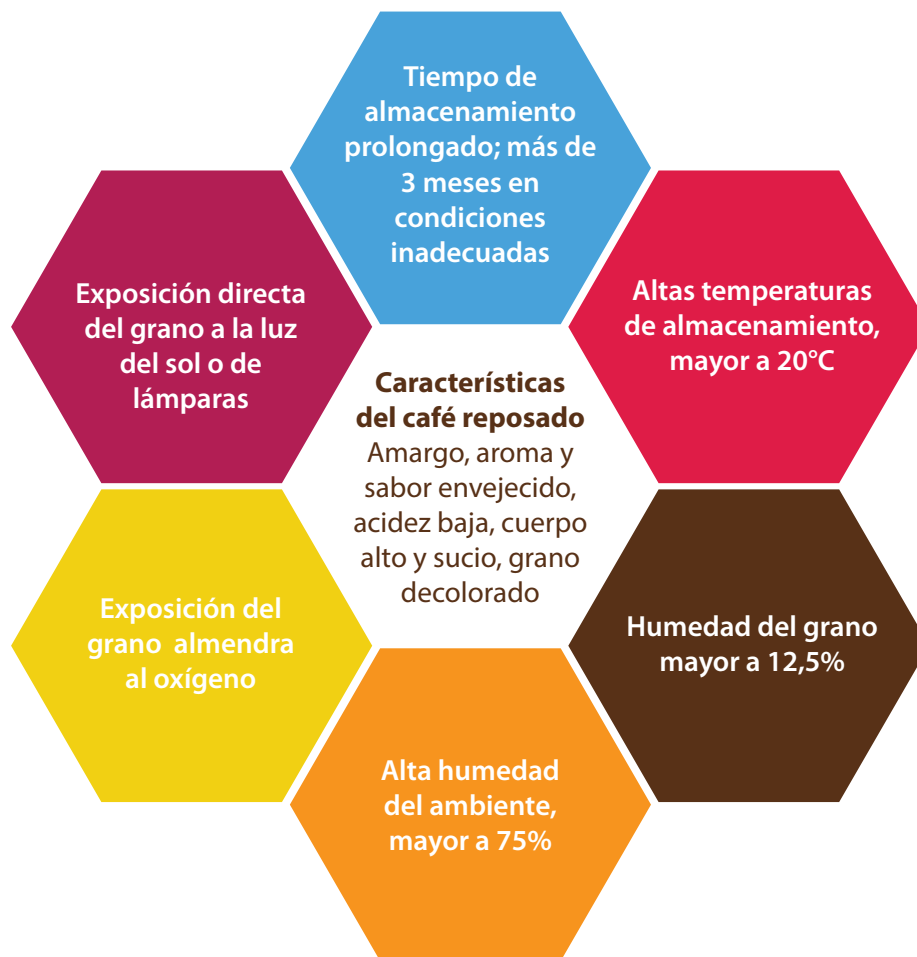 Tiempo de
almacenamiento
prolongado; más de
3 meses en
condiciones
inadecuadas
Exposición directa
del grano a la luz
del sol o de
lámparas
Altas temperaturas
de almacenamiento,
mayor a 20°C
Características
del café reposado
Amargo, aroma y
sabor envejecido,
acidez baja, cuerpo
alto y sucio, grano
decolorado
Exposición del
grano almendra
al oxígeno
Humedad del grano
mayor a 12,5%
Alta humedad
del ambiente,
mayor a 75%